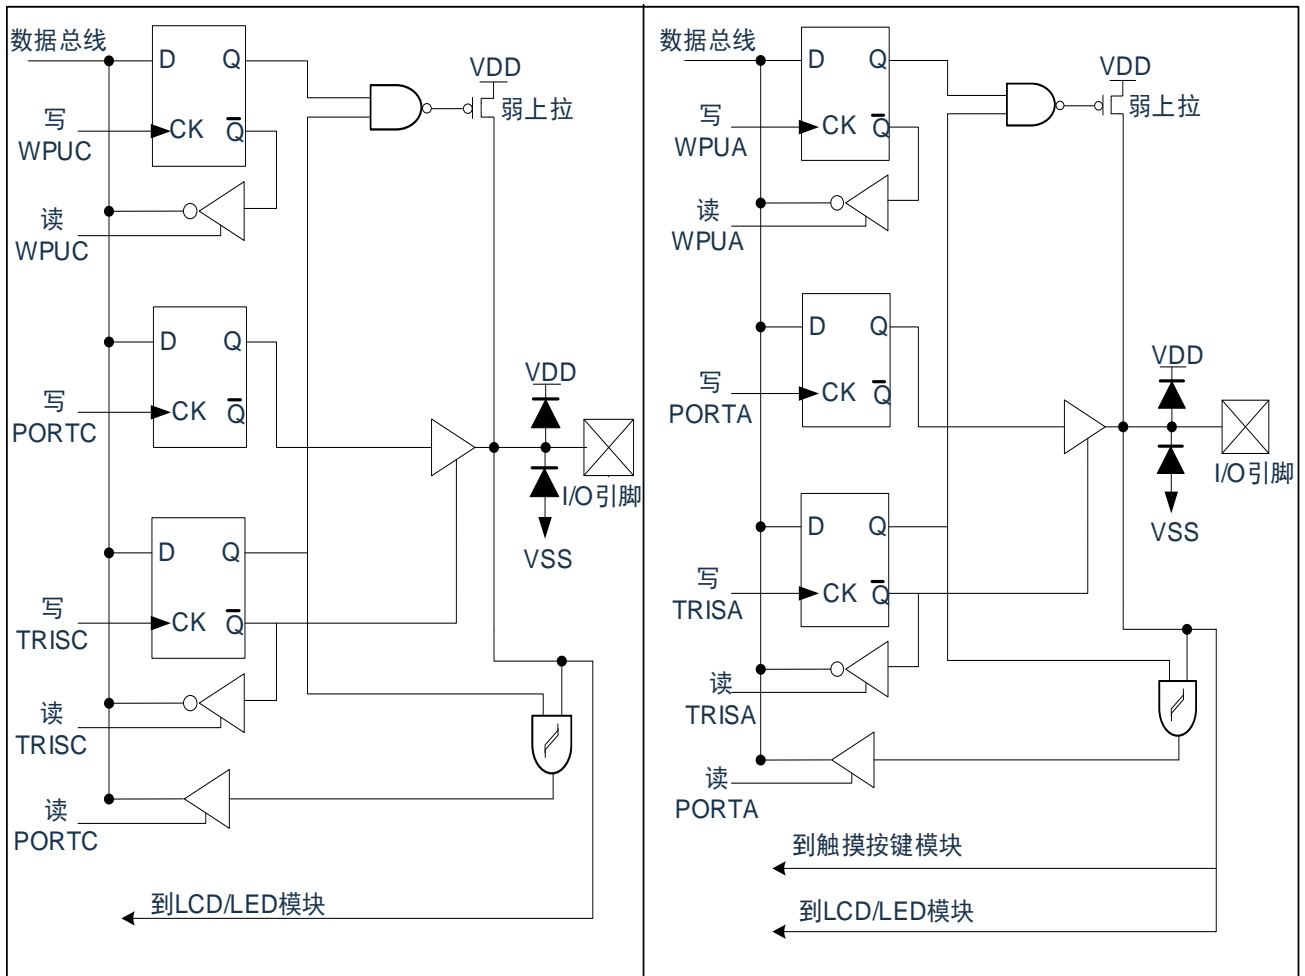 数据总线
D Q
VDD
弱上拉
写
WPUC
CK Q̅
读
WPUC
D Q
写
PORTC
CK Q̅
VDD
I/O引脚
VSS
D Q
写
TRISC
CK Q̅
读
TRISC
读
PORTC
到LCD/LED模块
数据总线
D Q
VDD
弱上拉
写
WPUA
CK Q̅
读
WPUA
D Q
写
PORTA
CK Q̅
VDD
I/O引脚
VSS
D Q
写
TRISA
CK Q̅
读
TRISA
读
PORTA
到触摸按键模块
到LCD/LED模块